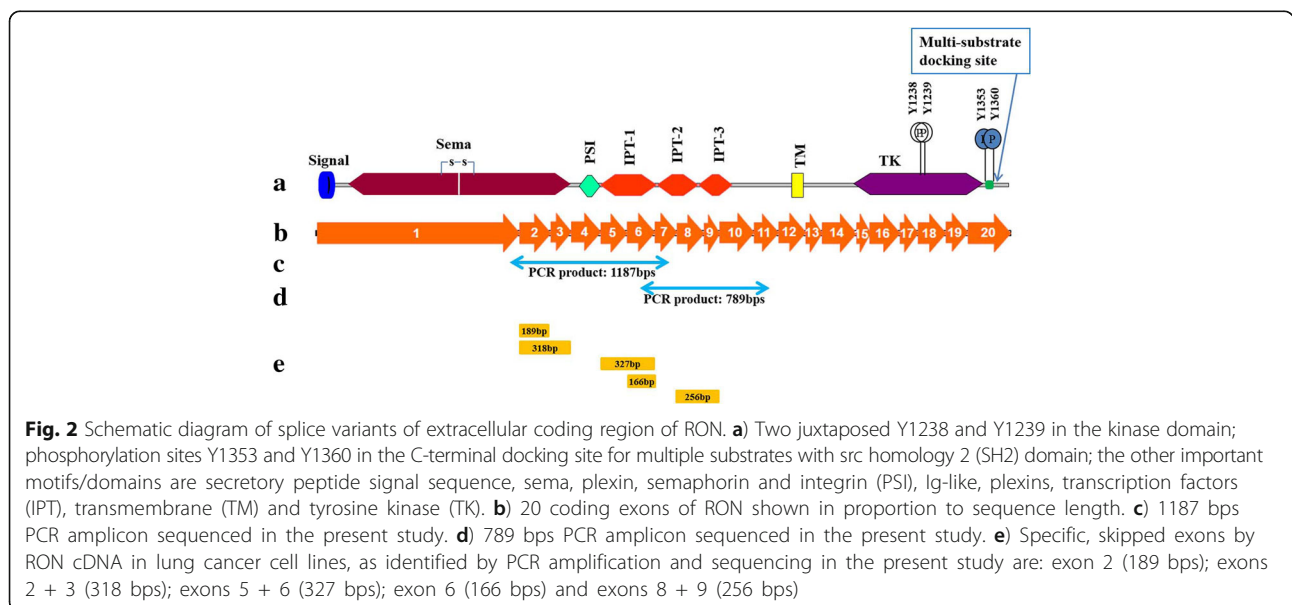 Multi-substrate
docking site
Y1238
Y1239
Y1353
Y1360
Signal
Sema
s-s
PSI
IPT-1
IPT-2
IPT-3
TM
TK
P
P
a
b
1 2 3 4 5 6 7 8 9 10 11 12 13 14 15 16 17 18 19 20
c
PCR product: 1187bps
d
PCR product: 789bps
189bp
318bp
e
327bp
166bp
256bp
Fig. 2 Schematic diagram of splice variants of extracellular coding region of RON. a) Two juxtaposed Y1238 and Y1239 in the kinase domain;
phosphorylation sites Y1353 and Y1360 in the C-terminal docking site for multiple substrates with src homology 2 (SH2) domain; the other important
motifs/domains are secretory peptide signal sequence, sema, plexin, semaphorin and integrin (PSI), Ig-like, plexins, transcription factors
(IPT), transmembrane (TM) and tyrosine kinase (TK). b) 20 coding exons of RON shown in proportion to sequence length. c) 1187 bps
PCR amplicon sequenced in the present study. d) 789 bps PCR amplicon sequenced in the present study. e) Specific, skipped exons by
RON cDNA in lung cancer cell lines, as identified by PCR amplification and sequencing in the present study are: exon 2 (189 bps); exons
2 + 3 (318 bps); exons 5 + 6 (327 bps); exon 6 (166 bps) and exons 8 + 9 (256 bps)